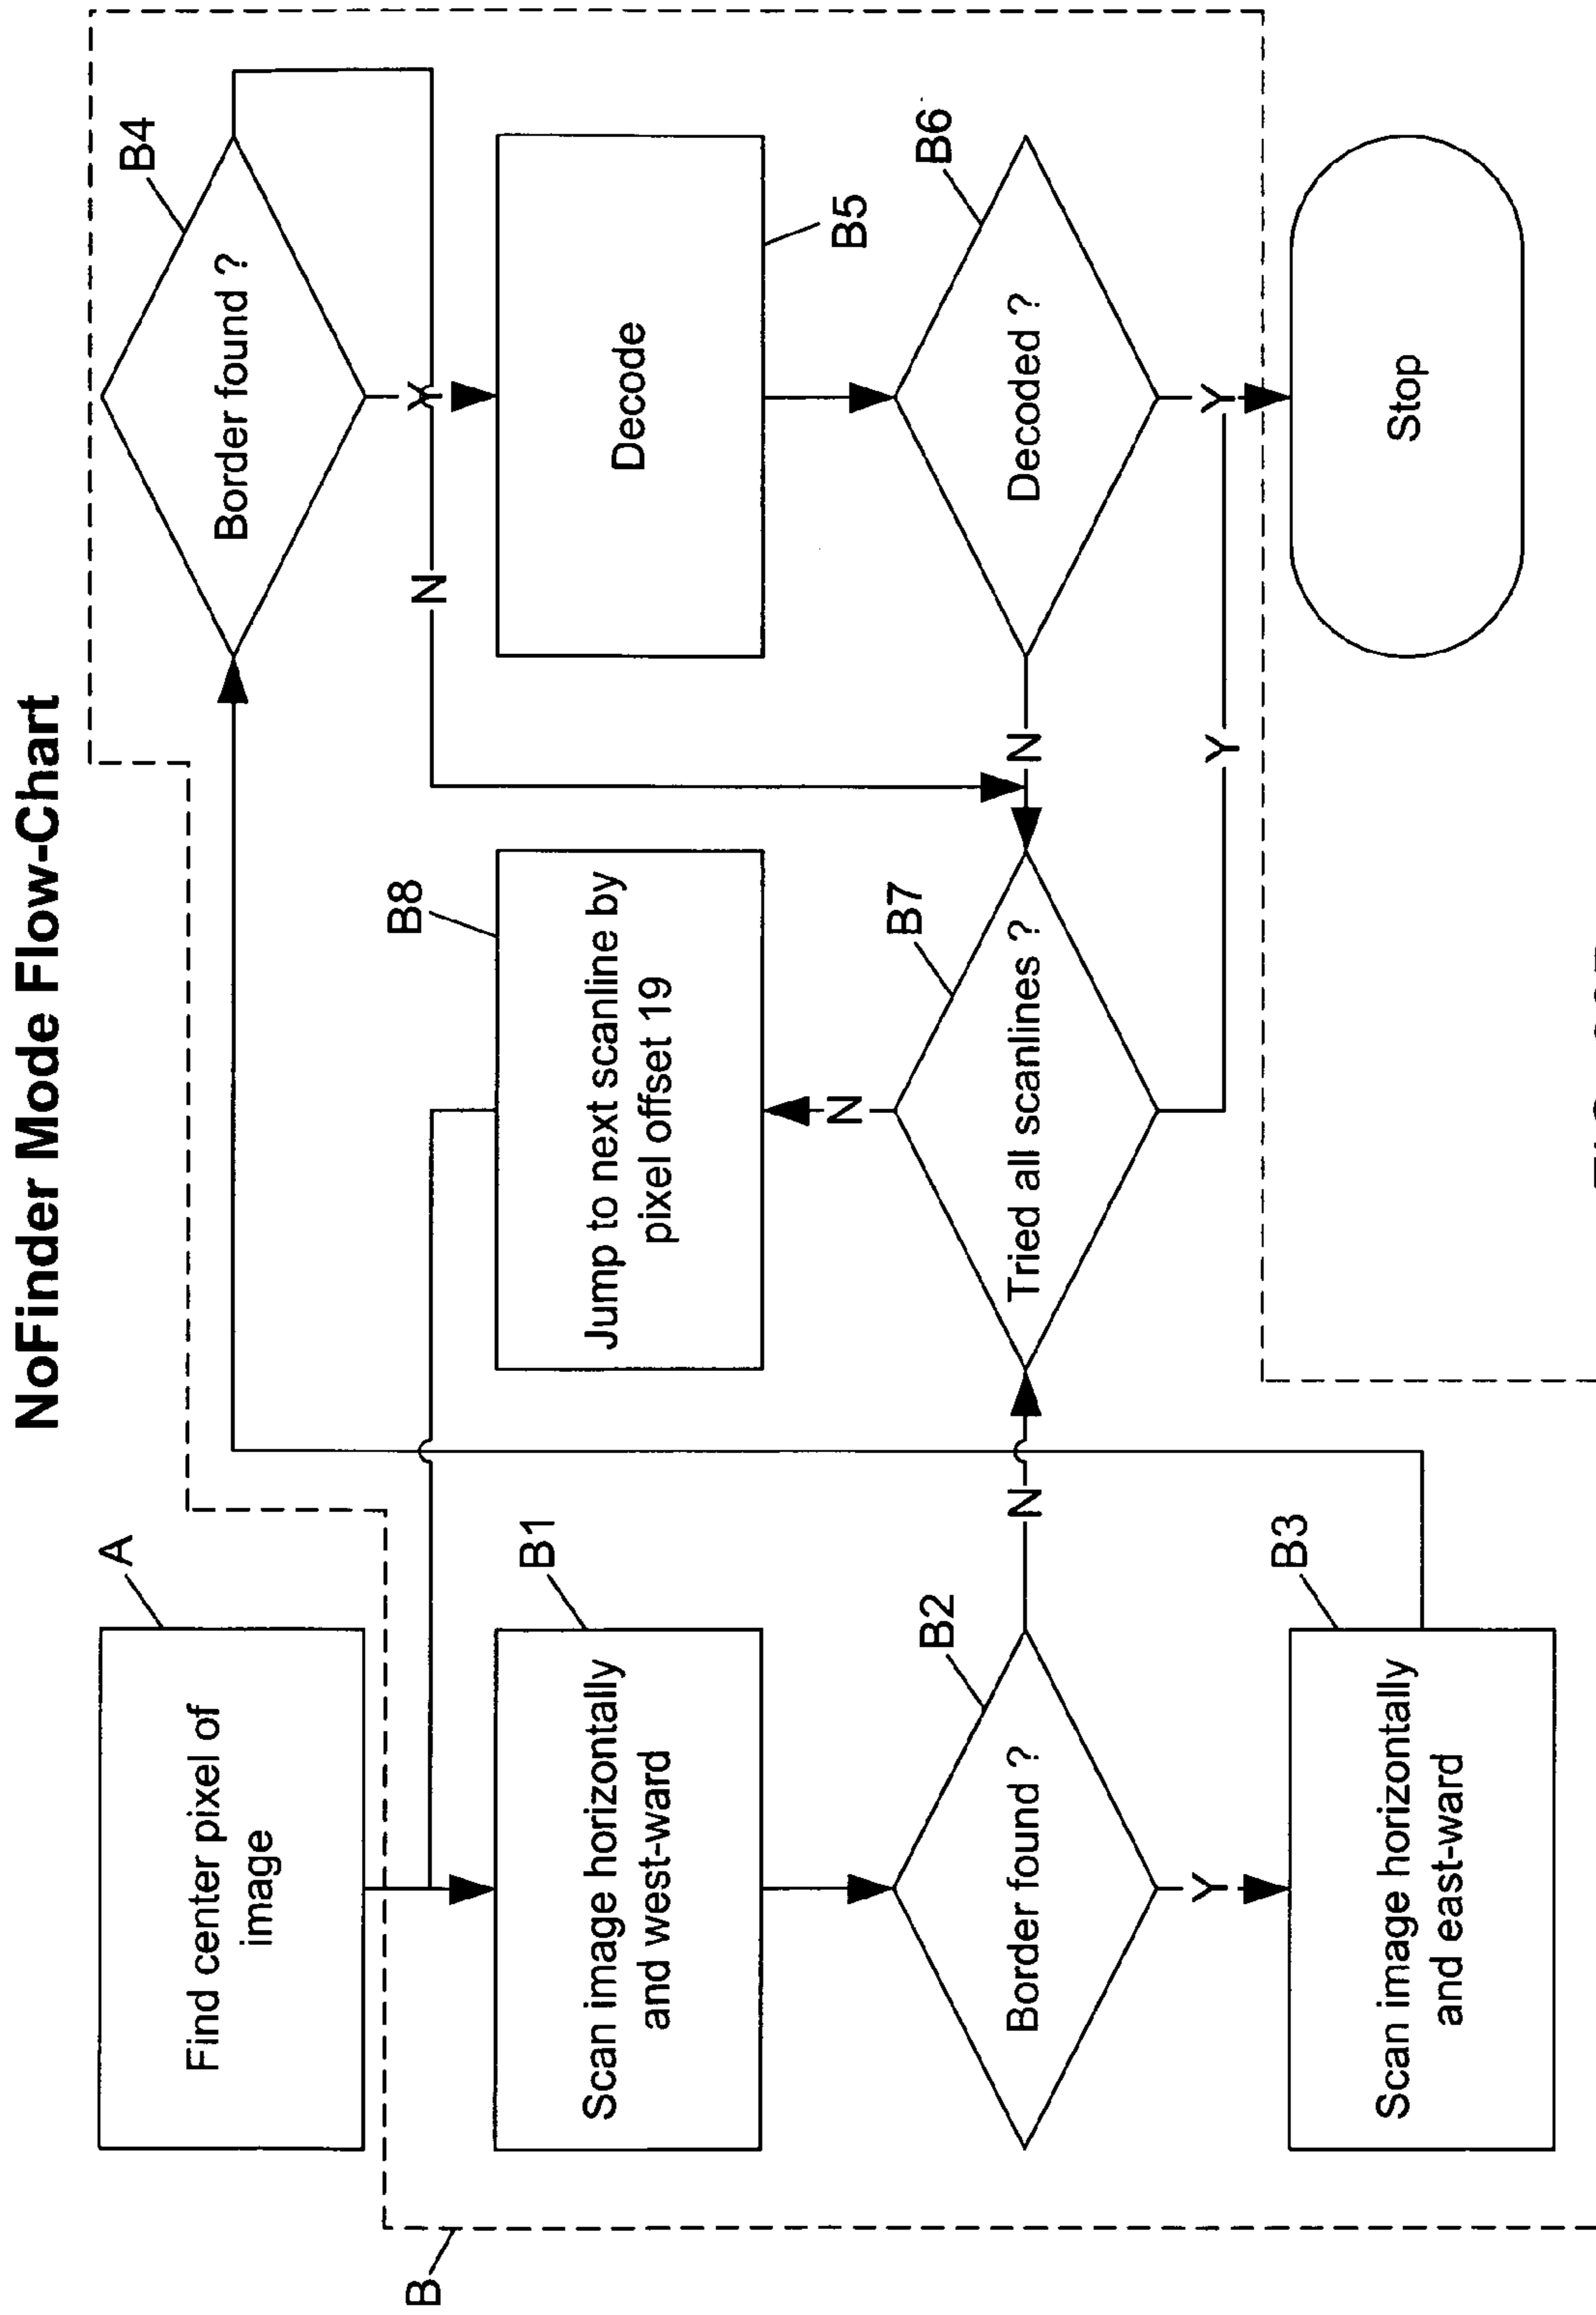 NoFinder Mode Flow-Chart
A
Find center pixel of
image
B
B1
Scan image horizontally
and west-ward
B2
Border found ?
N
Y
B3
Scan image horizontally
and east-ward
B8
Jump to next scanline by
pixel offset 19
N
B7
Tried all scanlines ?
Y
B4
Border found ?
Y
N
Decode
B5
B6
Decoded ?
N
Y
Stop